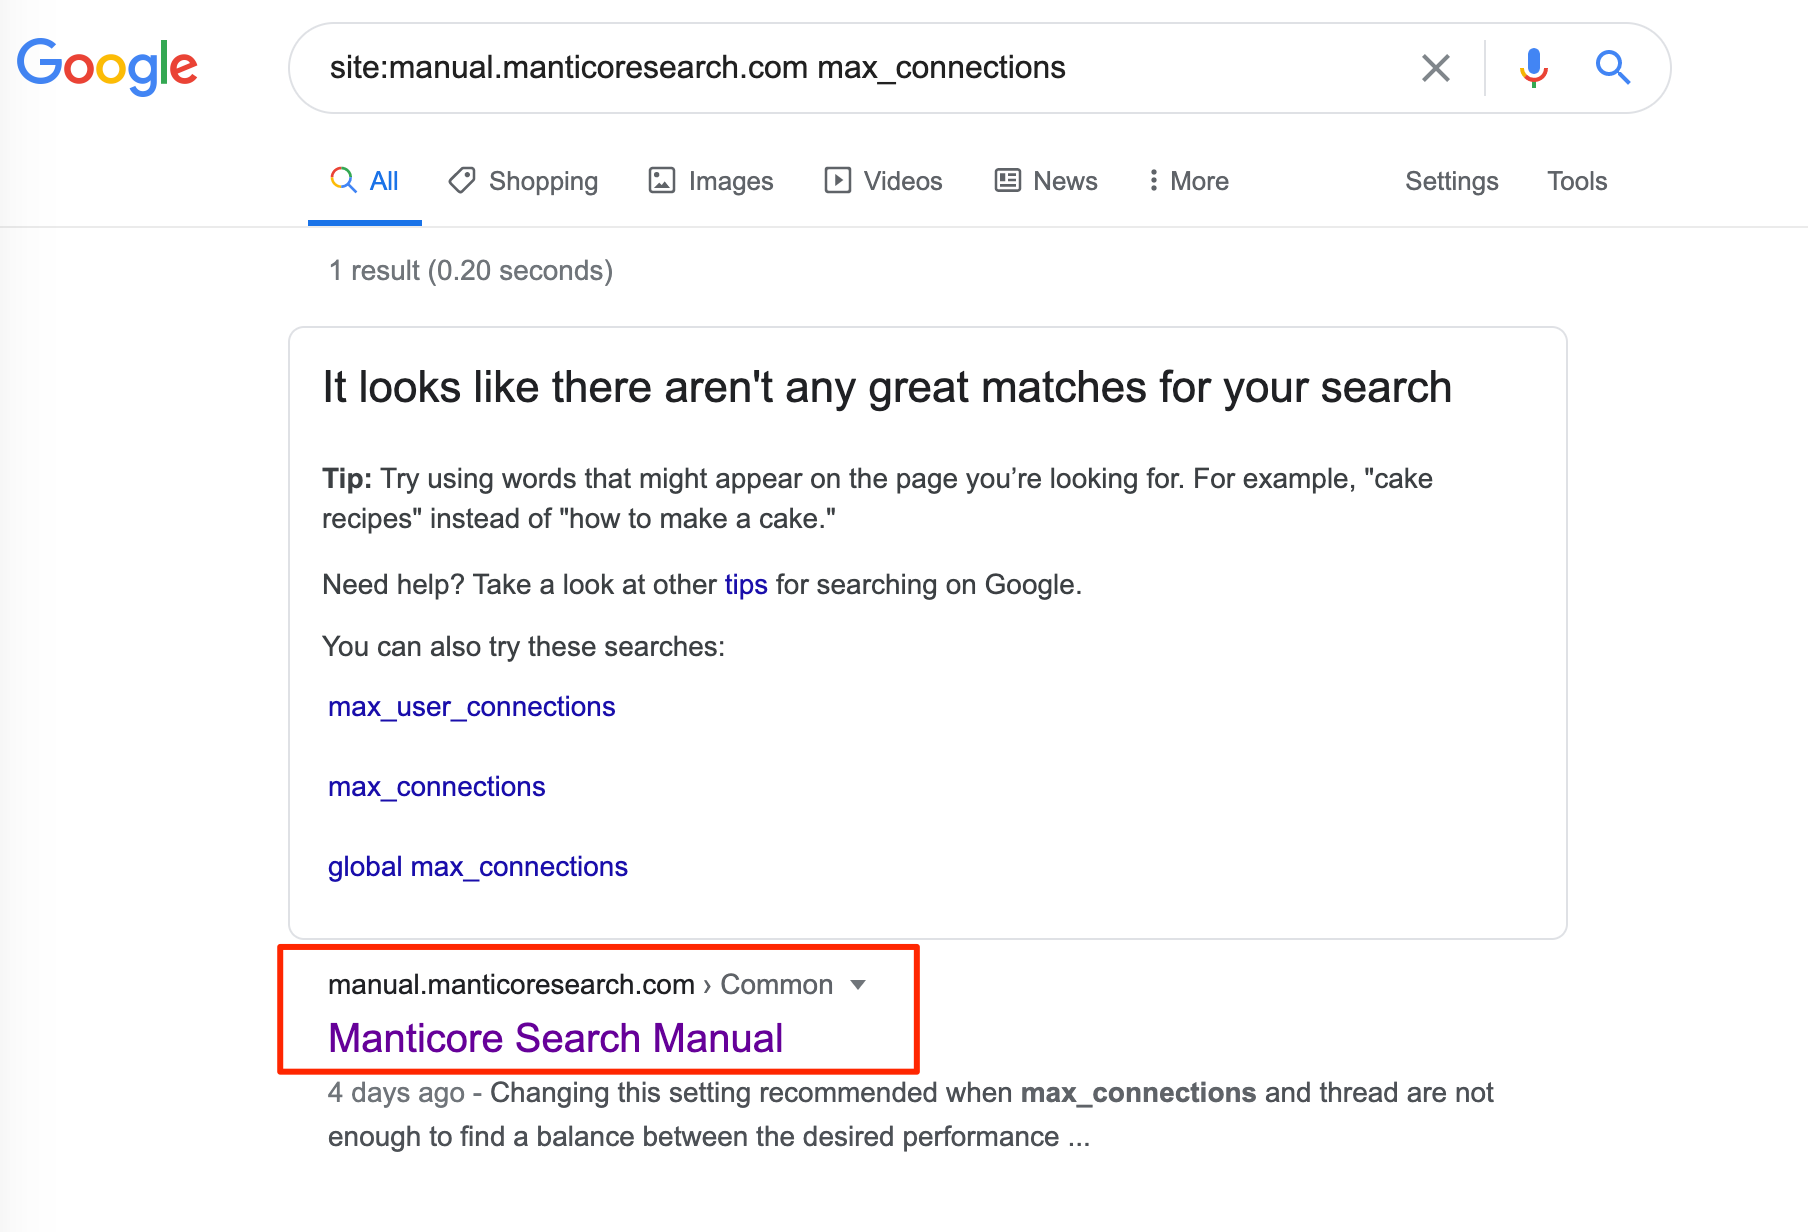 Google
site:manual.manticoresearch.com max_connections
All Shopping Images Videos News More Settings Tools
1 result (0.20 seconds)
It looks like there aren't any great matches for your search
Tip: Try using words that might appear on the page you’re looking for. For example, "cake
recipes" instead of "how to make a cake."
Need help? Take a look at other tips for searching on Google.
You can also try these searches:
max_user_connections
max_connections
global max_connections
manual.manticoresearch.com › Common
Manticore Search Manual
4 days ago - Changing this setting recommended when max_connections and thread are not
enough to find a balance between the desired performance ...